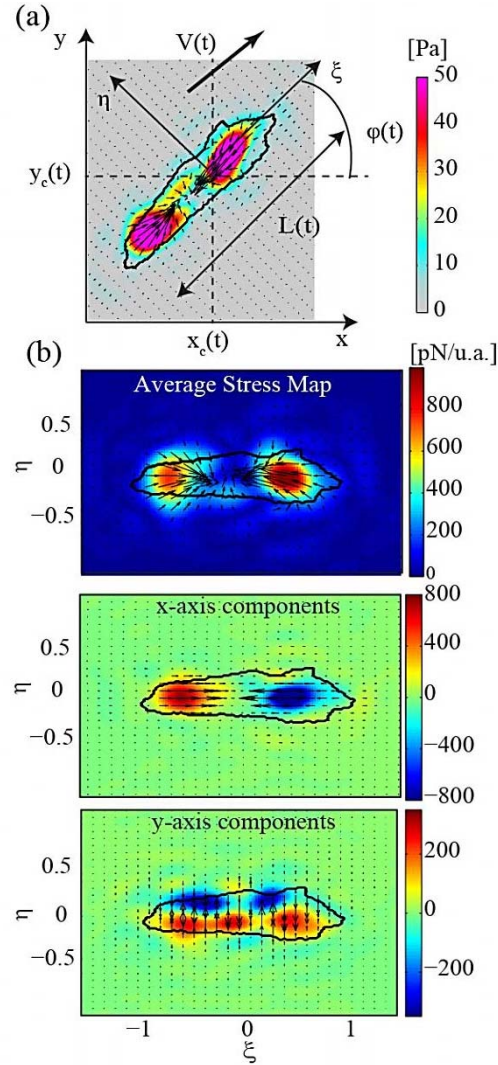 (a)
y
V(t)
[Pa]
ξ
η
50
φ(t)
40
y_c(t)
30
L(t)
20
10
0
x_c(t)
x
(b)
[pN/u.a.]
Average Stress Map
800
0.5
600
η
0
400
−0.5
200
0
x-axis components
800
0.5
400
η
0
0
−0.5
−400
−800
y-axis components
0.5
200
η
0
0
−0.5
−200
−1
0
1
ξ